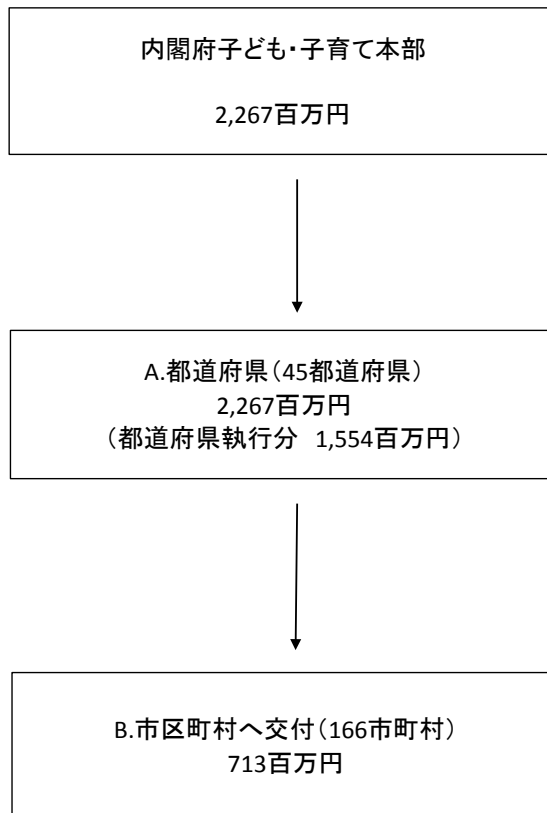 内閣府子ども・子育て本部
2,267百万円
A.都道府県（45都道府県）
2,267百万円
（都道府県執行分　1,554百万円）
B.市区町村へ交付（166市町村）
713百万円